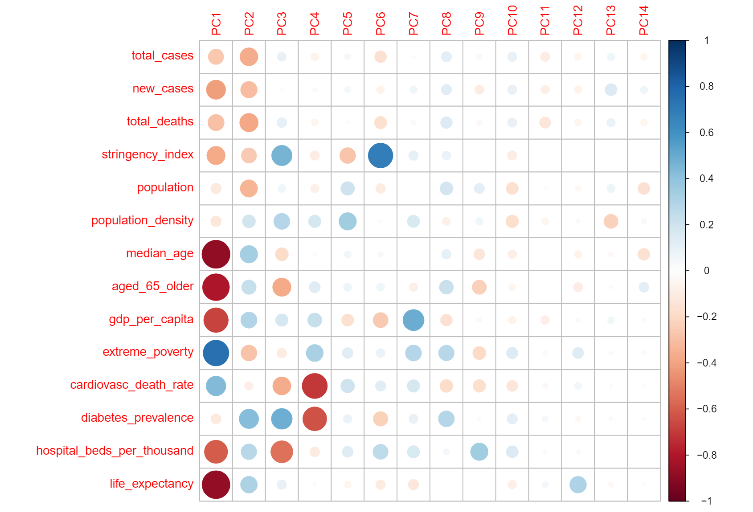 PC1 PC2 PC3 PC4 PC5 PC6 PC7 PC8 PC9 PC10 PC11 PC12 PC13 PC14
1
total_cases
0.8
new_cases
total_deaths
0.6
stringency_index
0.4
population
population_density
0.2
median_age
0
aged_65_older
−0.2
gdp_per_capita
extreme_poverty
−0.4
cardiovasc_death_rate
−0.6
diabetes_prevalence
hospital_beds_per_thousand
−0.8
life_expectancy
−1